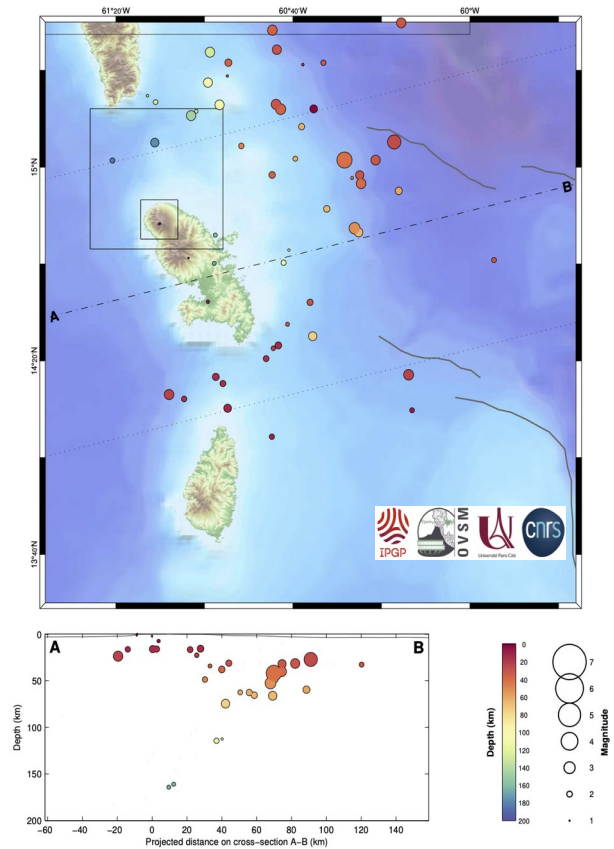 61°20'W 60°40'W 60°W
15°N
B
A
14°20'N
13°40'N
IPGP
OVSM
Université Paris Cité
cnrs
A B
0
50
100
150
200
Depth (km)
−60 −40 −20 0 20 40 60 80 100 120 140
Projected distance on cross−section A−B (km)
Depth (km)
0
20
40
60
80
100
120
140
160
180
200
7
6
5
4
3
2
1
Magnitude